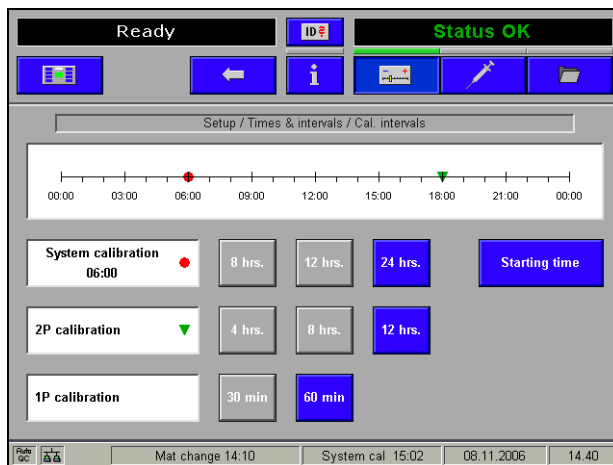 Ready
ID?
Status OK
i
Setup / Times & intervals / Cal. intervals
00:00 03:00 06:00 09:00 12:00 15:00 18:00 21:00 00:00
System calibration
06:00
8 hrs. 12 hrs. 24 hrs. Starting time
2P calibration 4 hrs. 8 hrs. 12 hrs.
1P calibration 30 min 60 min
Auto
QC
Mat change 14:10 System cal 15:02 08.11.2006 14.40